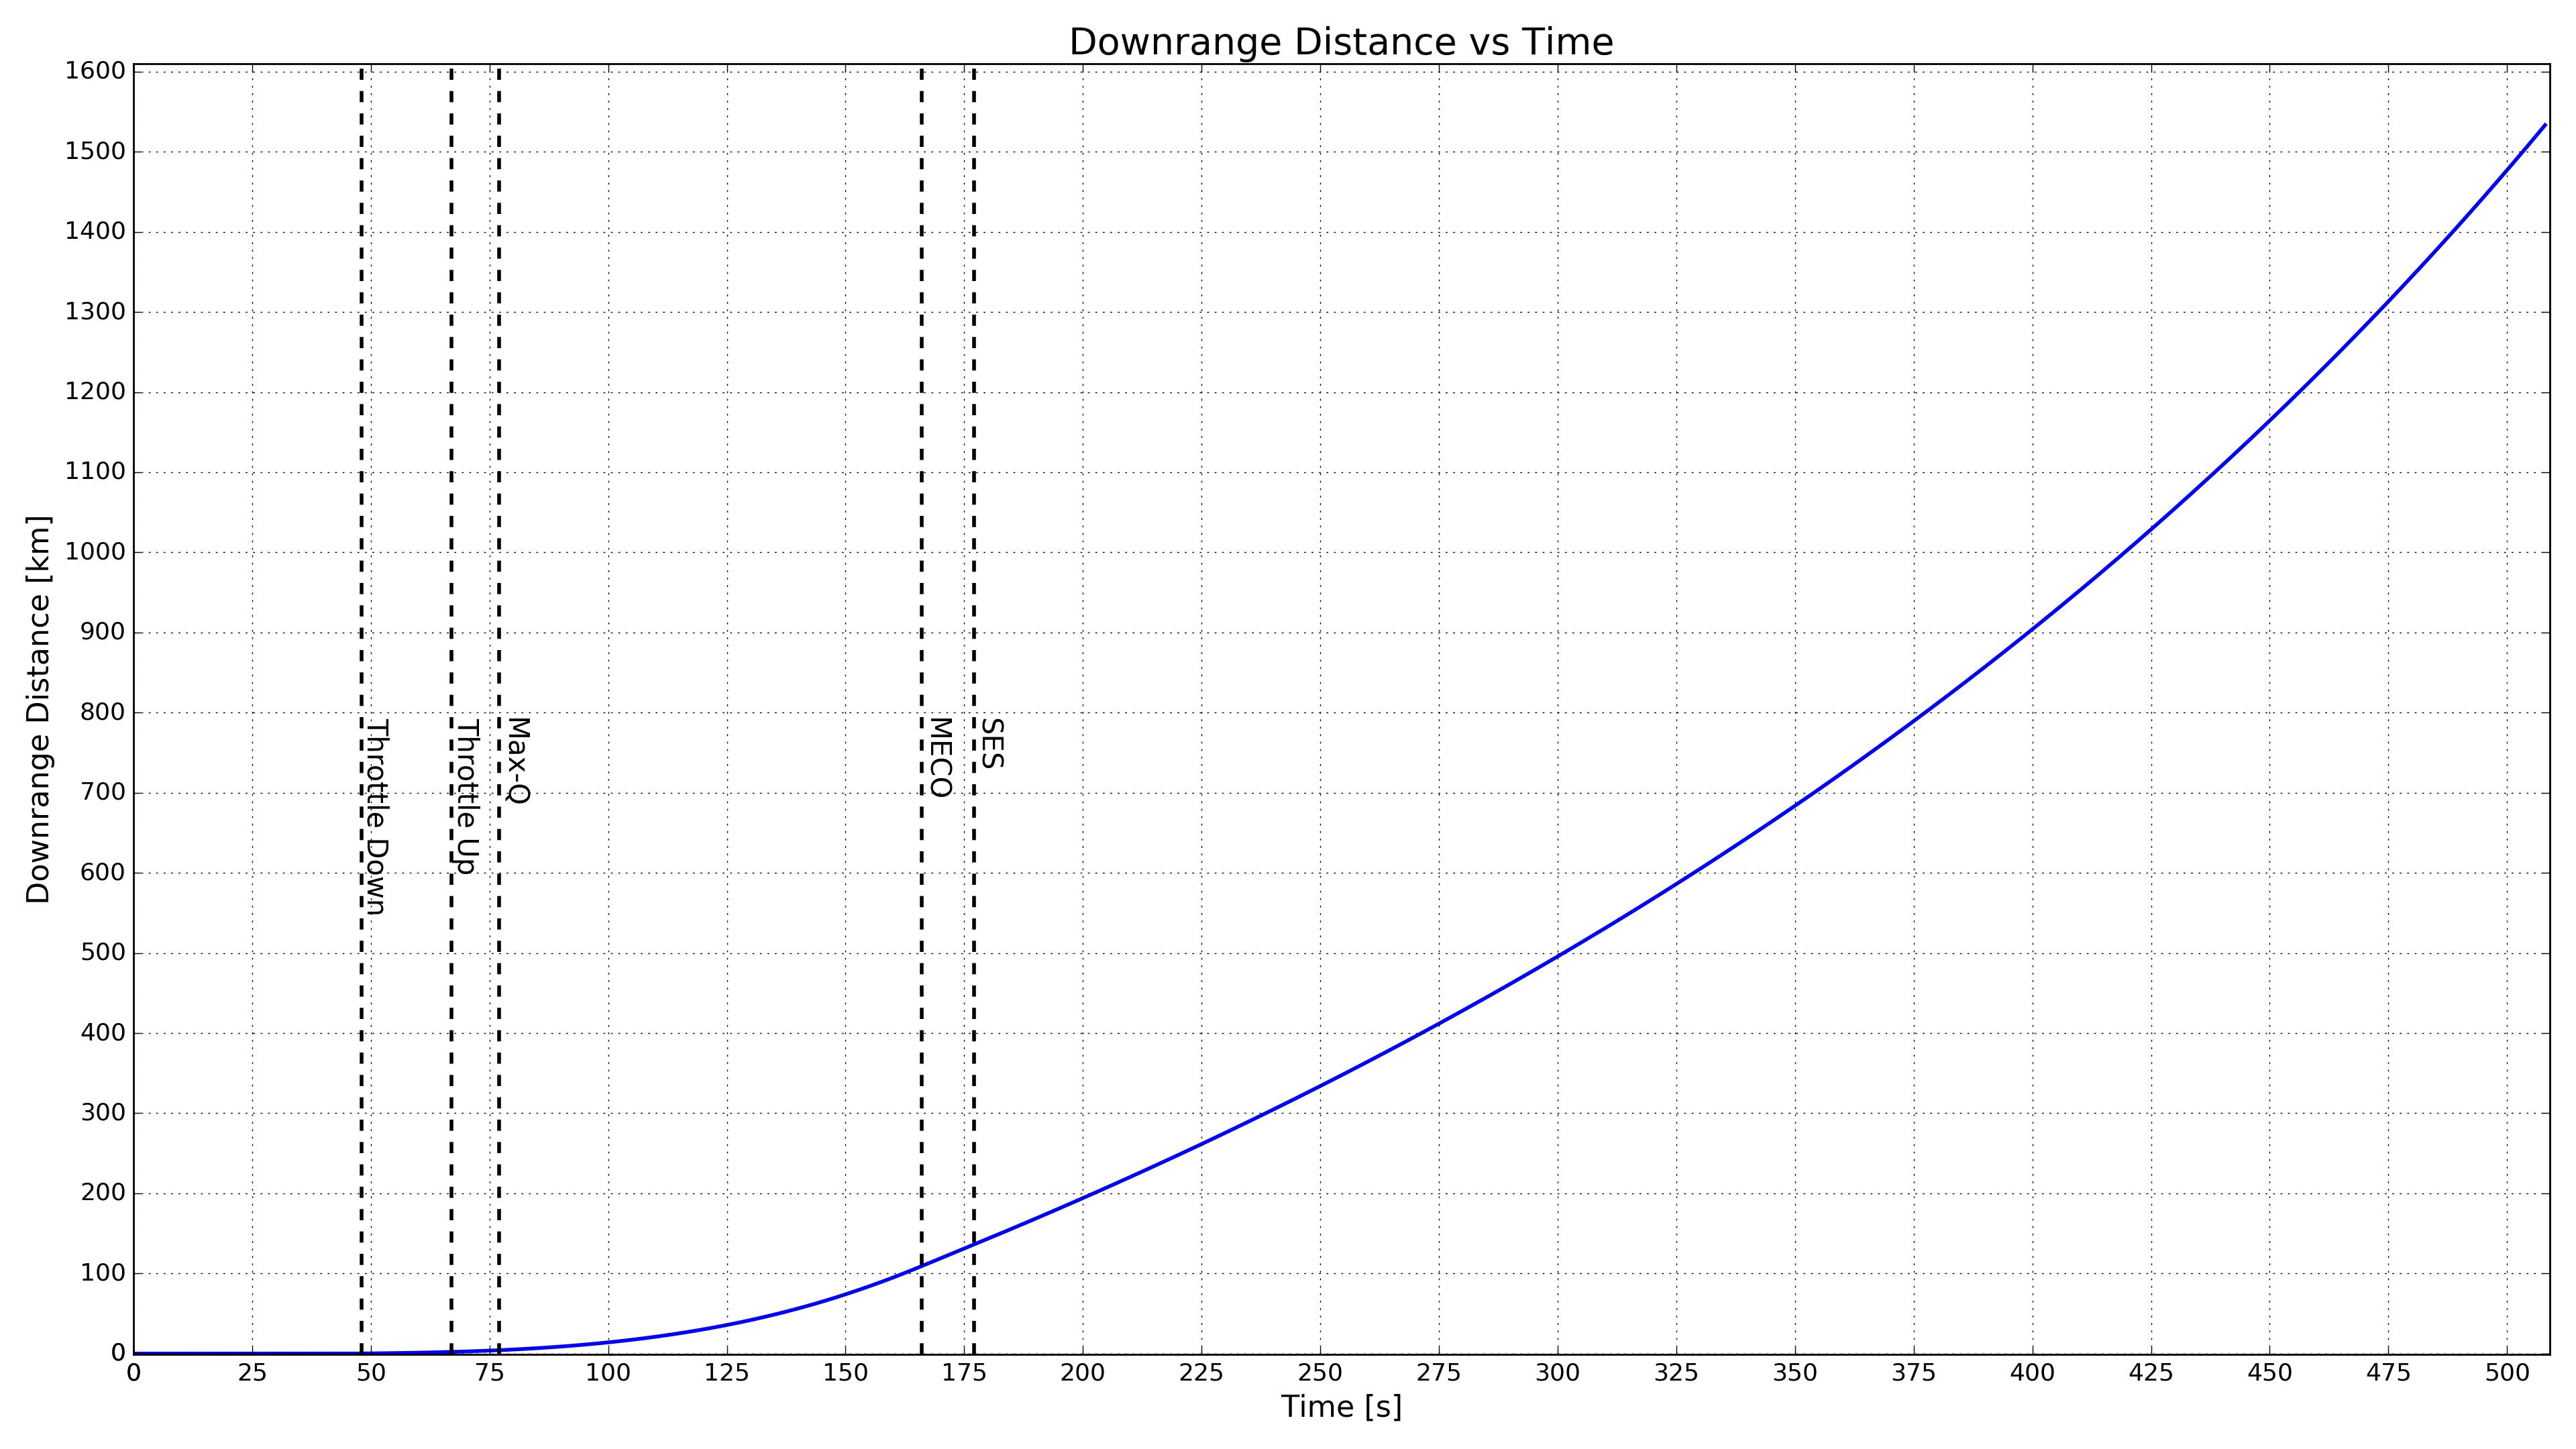 Downrange Distance vs Time
1600
1500
1400
1300
1200
1100
1000
900
800
700
600
500
400
300
200
100
0
Downrange Distance [km]
Throttle Down
Throttle Up
Max-Q
MECO
SES
0 25 50 75 100 125 150 175 200 225 250 275 300 325 350 375 400 425 450 475 500
Time [s]